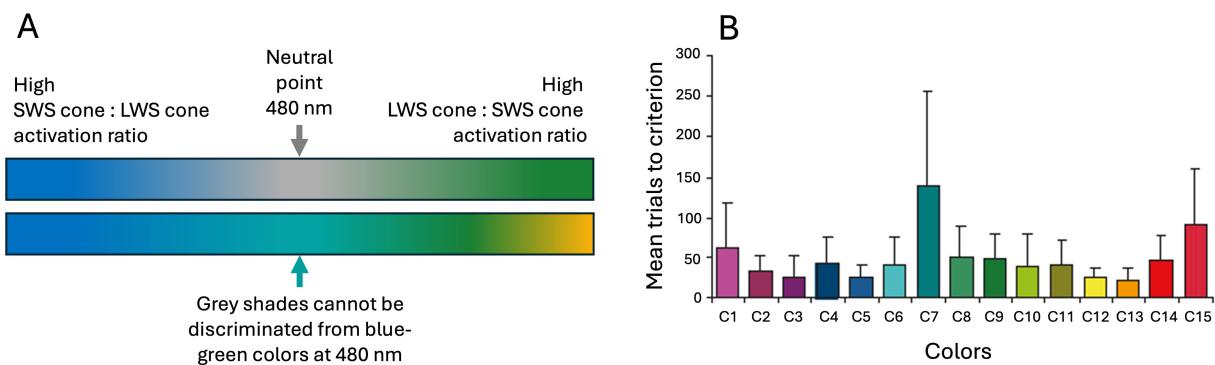 A
Neutral
point
480 nm
High
SWS cone : LWS cone
activation ratio
High
LWS cone : SWS cone
activation ratio
Grey shades cannot be
discriminated from blue-
green colors at 480 nm
B
Mean trials to criterion
300
250
200
150
100
50
0
C1 C2 C3 C4 C5 C6 C7 C8 C9 C10 C11 C12 C13 C14 C15
Colors